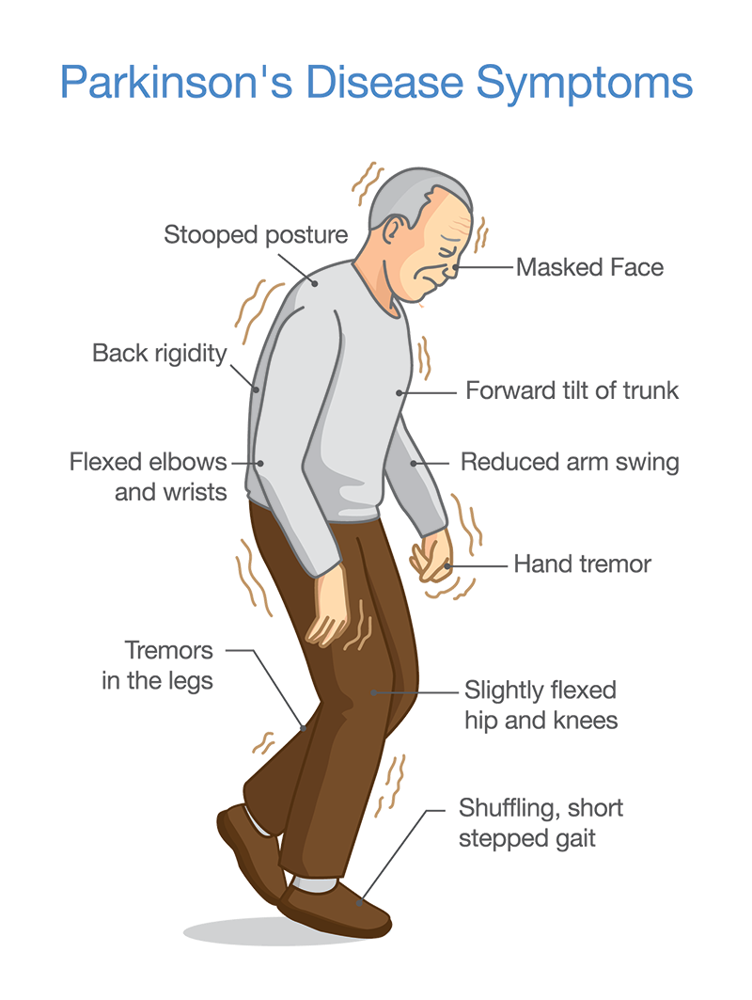 Parkinson's Disease Symptoms
Stooped posture
Masked Face
Back rigidity
Forward tilt of trunk
Flexed elbows
and wrists
Reduced arm swing
Hand tremor
Tremors
in the legs
Slightly flexed
hip and knees
Shuffling, short
stepped gait